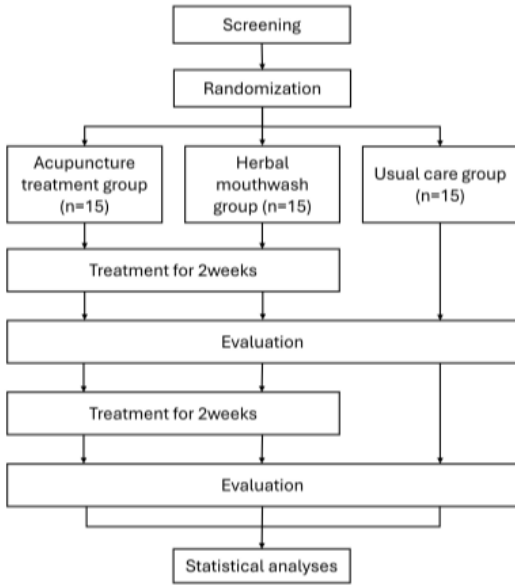 Screening
Randomization
Acupuncture
treatment group
(n=15)
Herbal
mouthwash
group (n=15)
Usual care group
(n=15)
Treatment for 2weeks
Evaluation
Treatment for 2weeks
Evaluation
Statistical analyses